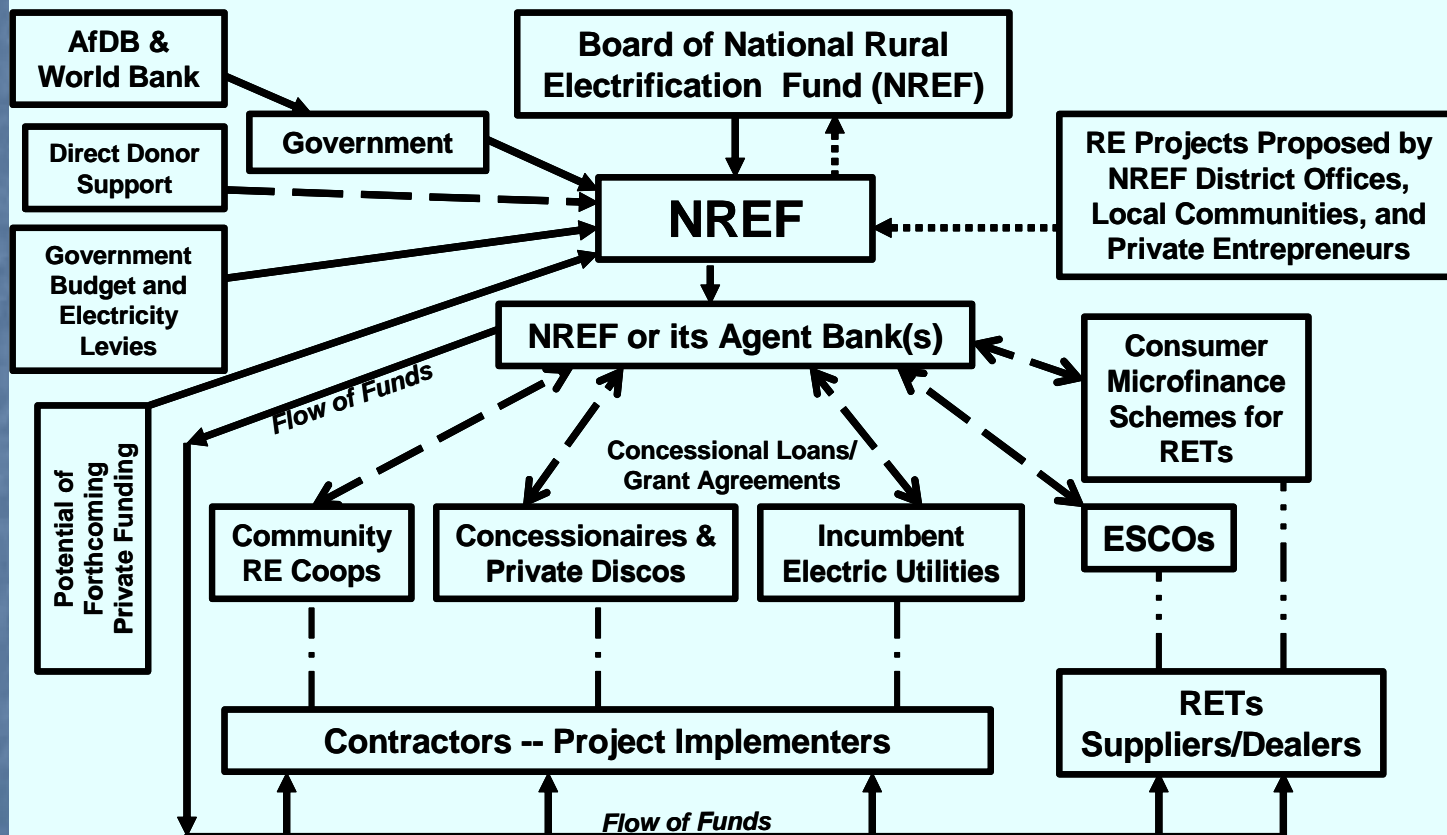 AfDB &
World Bank
Board of National Rural
Electrification Fund (NREF)
Government
Direct Donor
Support
RE Projects Proposed by
NREF District Offices,
Local Communities, and
Private Entrepreneurs
NREF
Government
Budget and
Electricity
Levies
NREF or its Agent Bank(s)
Consumer
Microfinance
Schemes for
RETs
Flow of Funds
Potential of
Forthcoming
Private Funding
Concessional Loans/
Grant Agreements
Community
RE Coops
Concessionaires &
Private Discos
Incumbent
Electric Utilities
ESCOs
Contractors -- Project Implementers
RETs
Suppliers/Dealers
Flow of Funds